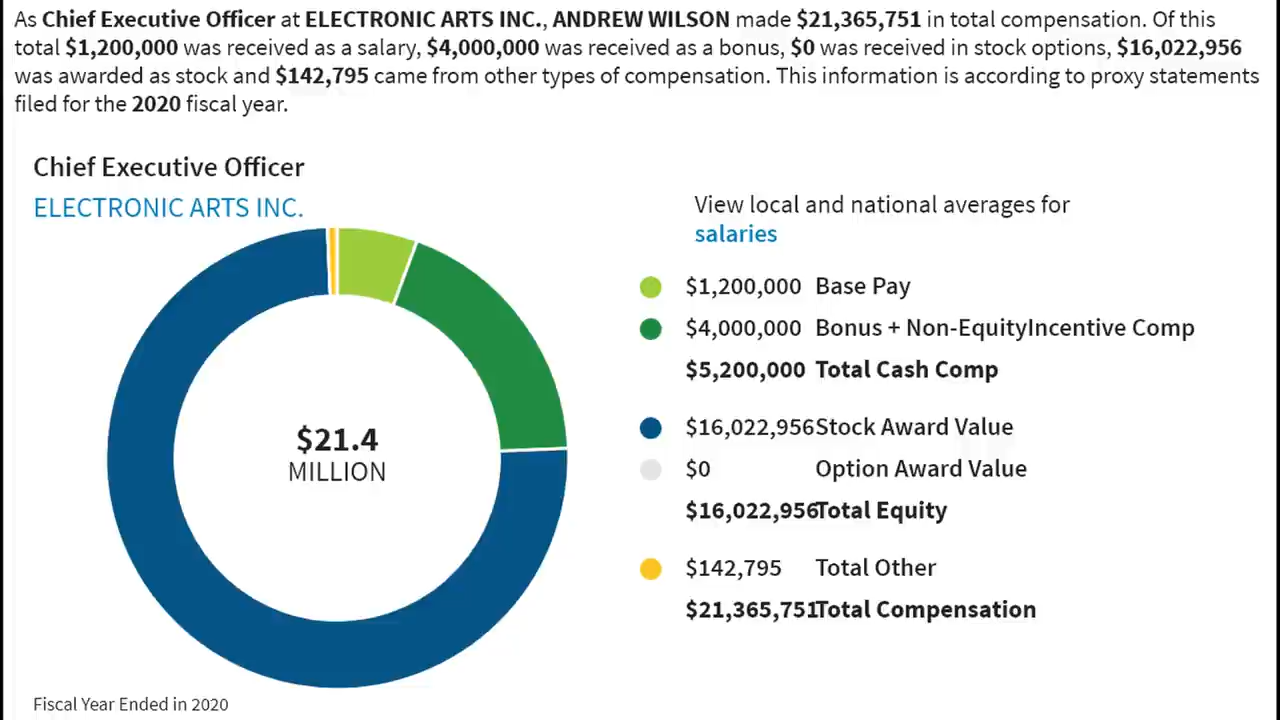 As Chief Executive Officer at ELECTRONIC ARTS INC., ANDREW WILSON made $21,365,751 in total compensation. Of this
total $1,200,000 was received as a salary, $4,000,000 was received as a bonus, $0 was received in stock options, $16,022,956
was awarded as stock and $142,795 came from other types of compensation. This information is according to proxy statements
filed for the 2020 fiscal year.
Chief Executive Officer
ELECTRONIC ARTS INC.
$21.4
MILLION
View local and national averages for
salaries
$1,200,000 Base Pay
$4,000,000 Bonus + Non-EquityIncentive Comp
$5,200,000 Total Cash Comp
$16,022,956 Stock Award Value
$0 Option Award Value
$16,022,956 Total Equity
$142,795 Total Other
$21,365,751 Total Compensation
Fiscal Year Ended in 2020